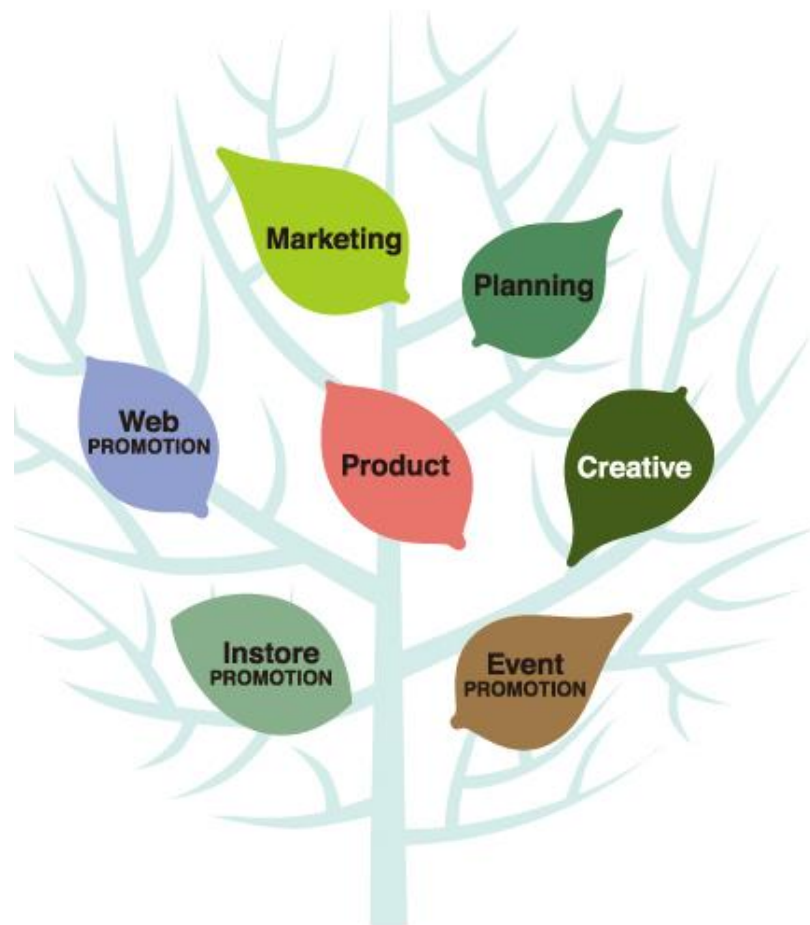 Marketing
Planning
Web
PROMOTION
Product
Creative
Instore
PROMOTION
Event
PROMOTION